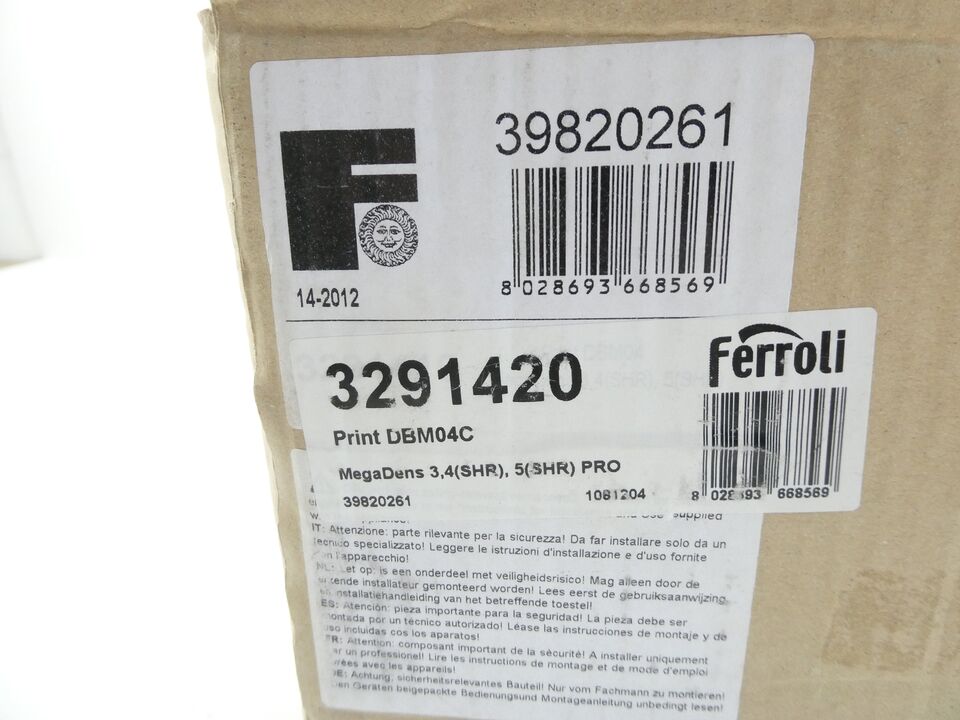 39820261
F
8 028693 668569
14-2012
3291420
Ferroli
Print DBM04C
MegaDens 3,4(SHR), 5(SHR) PRO
39820261 1081204
8 028693 668569
supplied
IT: Attenzione: parte rilevante per la sicurezza! Da far installare solo da un
tecnico specializzato! Leggere le istruzioni d'installazione e d'uso fornite
con l'apparecchio!
NL: Let op: is een onderdeel met veiligheidsrisico! Mag alleen door de
erkende installateur gemonteerd worden! Lees eerst de gebruiksaanwijzing
en installatiehandleiding van het betreffende toestel!
ES: Atención: pieza importante para la seguridad! La pieza debe ser
montada por un técnico autorizado! Léase las instrucciones de montaje y de
uso incluidas cos los aparatos!
FR: Attention: composant important de la sécurité! A installer uniquement
par un professionel! Lire les instructions de montage et de mode d'emploi
livrées avec les appareils!
DE: Achtung, sicherheitsrelevantes Bauteil! Nur vom Fachmann zu montieren!
Den Geräten beigepackte Bedienungsund Montageanleitung unbedingt lesen!